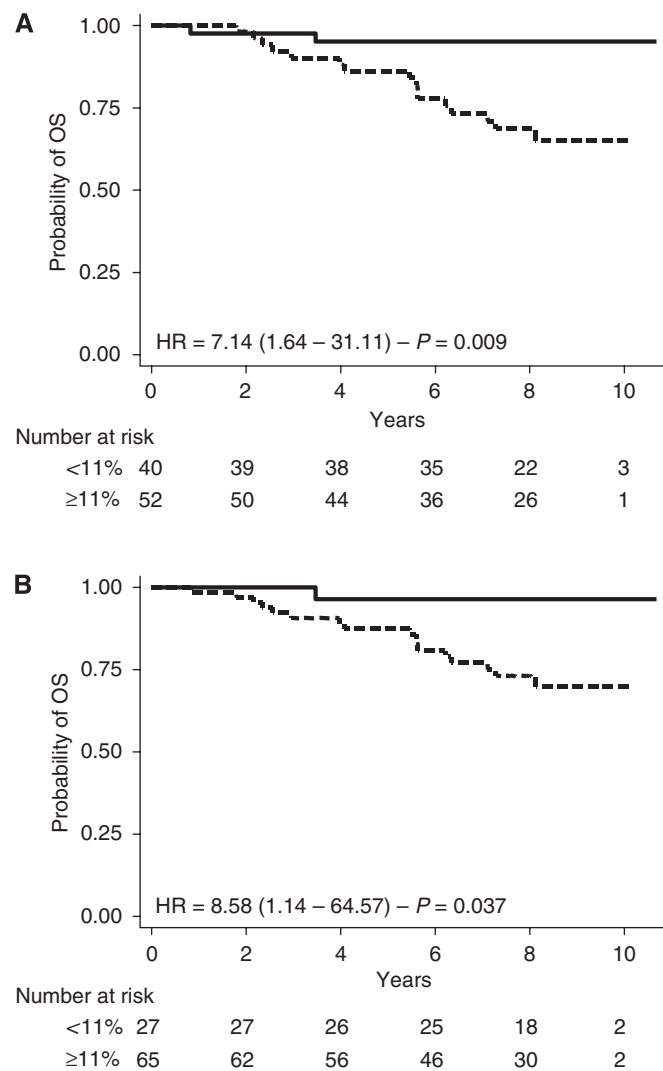 A
1.00
0.75
0.50
0.25
0.00
Probability of OS
HR = 7.14 (1.64 – 31.11) – P = 0.009
0 2 4 6 8 10
Years
Number at risk
<11% 40 39 38 35 22 3
≥11% 52 50 44 36 26 1
B
1.00
0.75
0.50
0.25
0.00
Probability of OS
HR = 8.58 (1.14 – 64.57) – P = 0.037
0 2 4 6 8 10
Years
Number at risk
<11% 27 27 26 25 18 2
≥11% 65 62 56 46 30 2